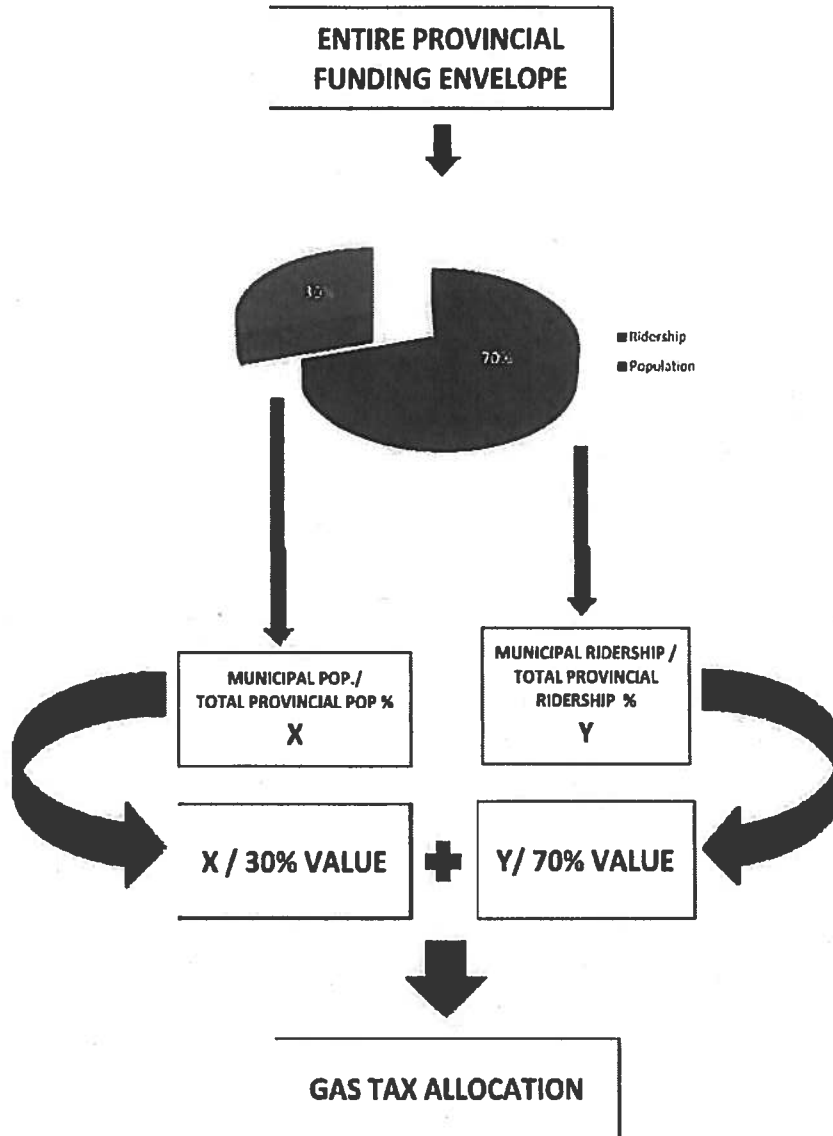 ENTIRE PROVINCIAL
FUNDING ENVELOPE
30%
70%
Ridership
Population
MUNICIPAL POP./
TOTAL PROVINCIAL POP %
X
MUNICIPAL RIDERSHIP /
TOTAL PROVINCIAL
RIDERSHIP %
Y
X / 30% VALUE
Y/ 70% VALUE
GAS TAX ALLOCATION